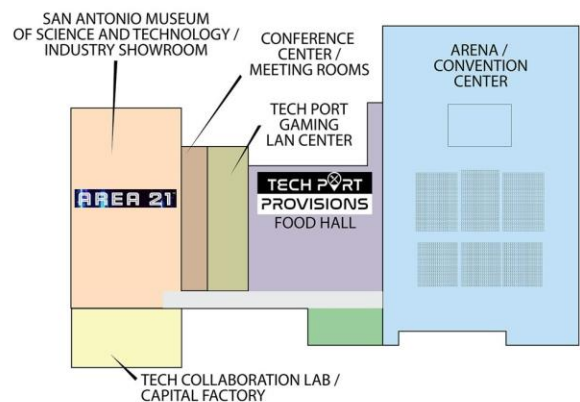 SAN ANTONIO MUSEUM
OF SCIENCE AND TECHNOLOGY /
INDUSTRY SHOWROOM
CONFERENCE
CENTER /
MEETING ROOMS
TECH PORT
GAMING
LAN CENTER
ARENA /
CONVENTION
CENTER
AREA 21
TECH PORT
PROVISIONS
FOOD HALL
TECH COLLABORATION LAB /
CAPITAL FACTORY